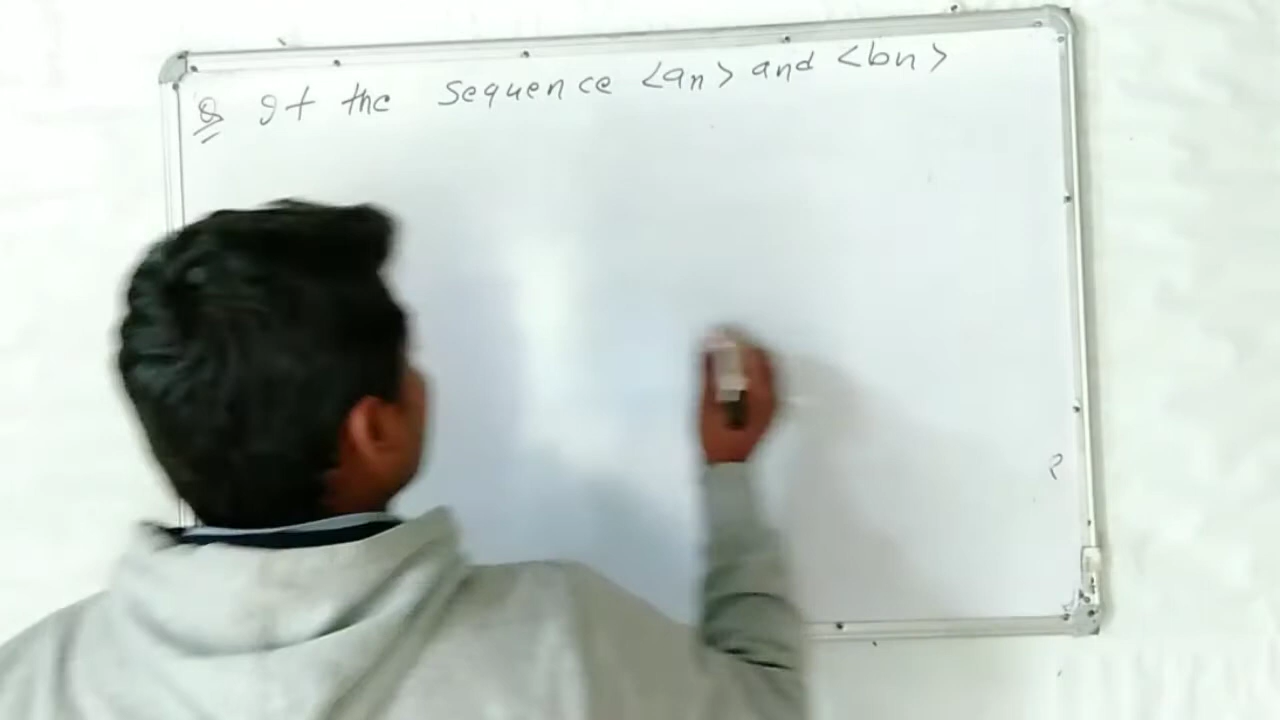 Q If the Sequence <an> and <bn>
?